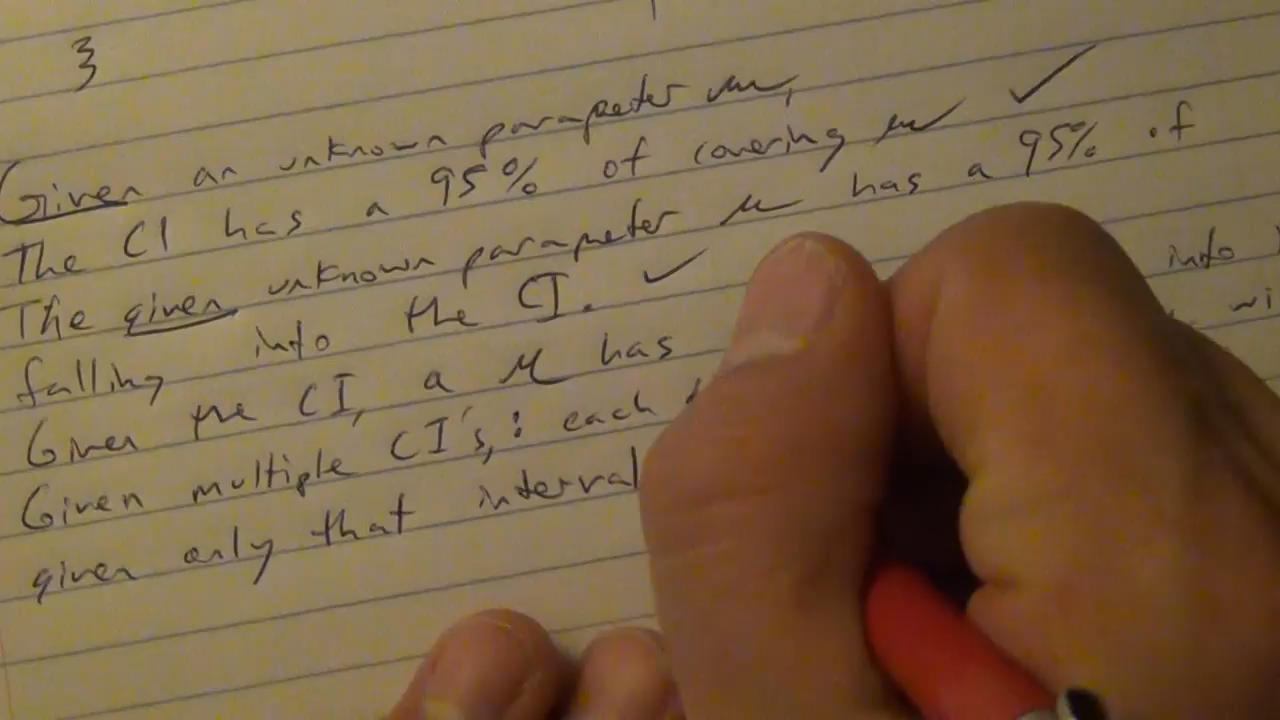 3
Given an unknown parameter μ,
The CI has a 95% of covering μ ✓
The given unknown parameter μ has a 95% of
falling into the CI. ✓ into
Given the CI, a μ has
Given multiple CI's,: each
given only that interval